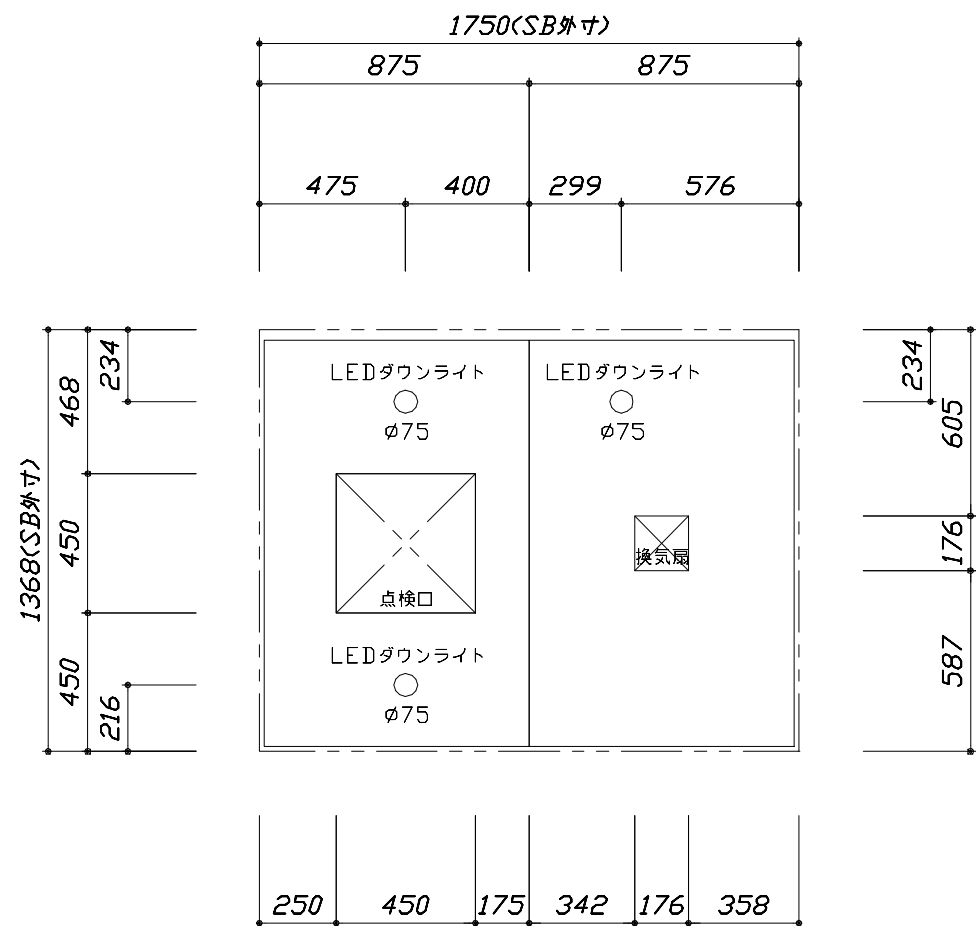 1750(SB外寸)
875 875
475 400 299 576
234 468 450 450 216 1368(SB外寸)
LEDダウンライト LEDダウンライト
φ75 φ75
点検口 換気扇
LEDダウンライト
φ75
234 605 176 587
250 450 175 342 176 358